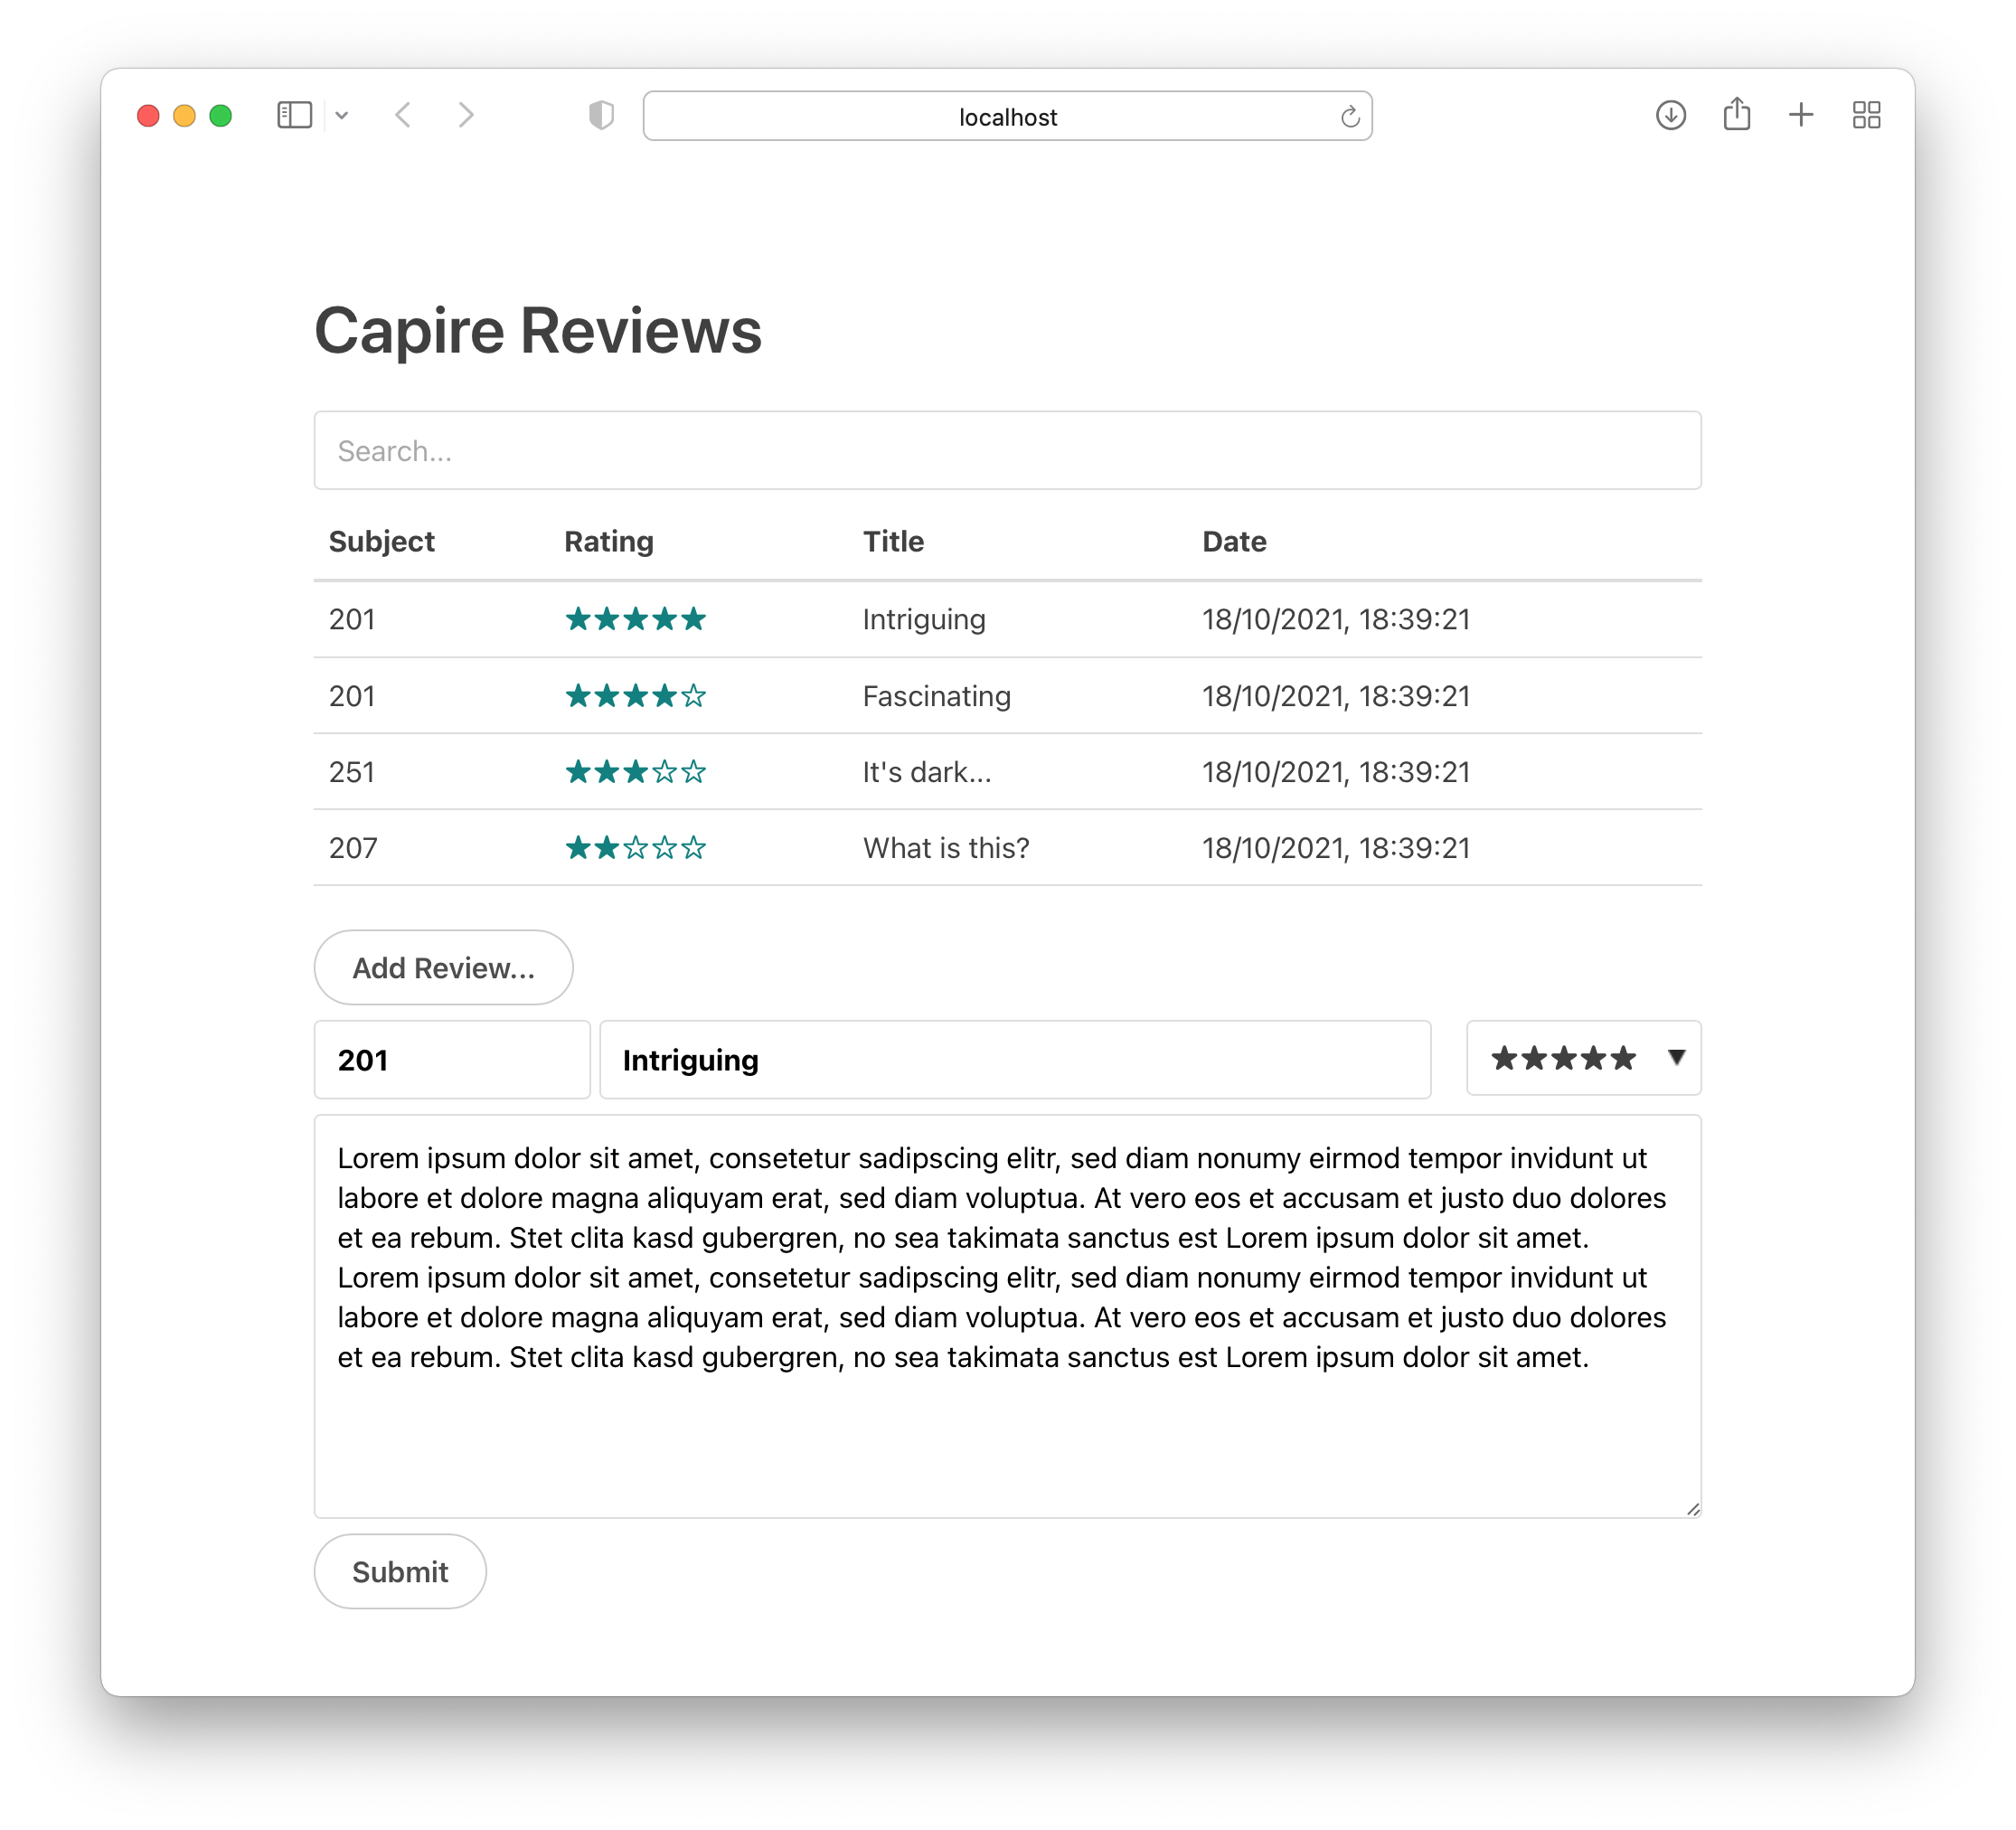 localhost
Capire Reviews
Search...
Subject Rating Title Date
201 ★★★★★ Intriguing 18/10/2021, 18:39:21
201 ★★★★☆ Fascinating 18/10/2021, 18:39:21
251 ★★★☆☆ It's dark... 18/10/2021, 18:39:21
207 ★★☆☆☆ What is this? 18/10/2021, 18:39:21
Add Review...
201 Intriguing ★★★★★ ▼
Lorem ipsum dolor sit amet, consetetur sadipscing elitr, sed diam nonumy eirmod tempor invidunt ut
labore et dolore magna aliquyam erat, sed diam voluptua. At vero eos et accusam et justo duo dolores
et ea rebum. Stet clita kasd gubergren, no sea takimata sanctus est Lorem ipsum dolor sit amet.
Lorem ipsum dolor sit amet, consetetur sadipscing elitr, sed diam nonumy eirmod tempor invidunt ut
labore et dolore magna aliquyam erat, sed diam voluptua. At vero eos et accusam et justo duo dolores
et ea rebum. Stet clita kasd gubergren, no sea takimata sanctus est Lorem ipsum dolor sit amet.
Submit